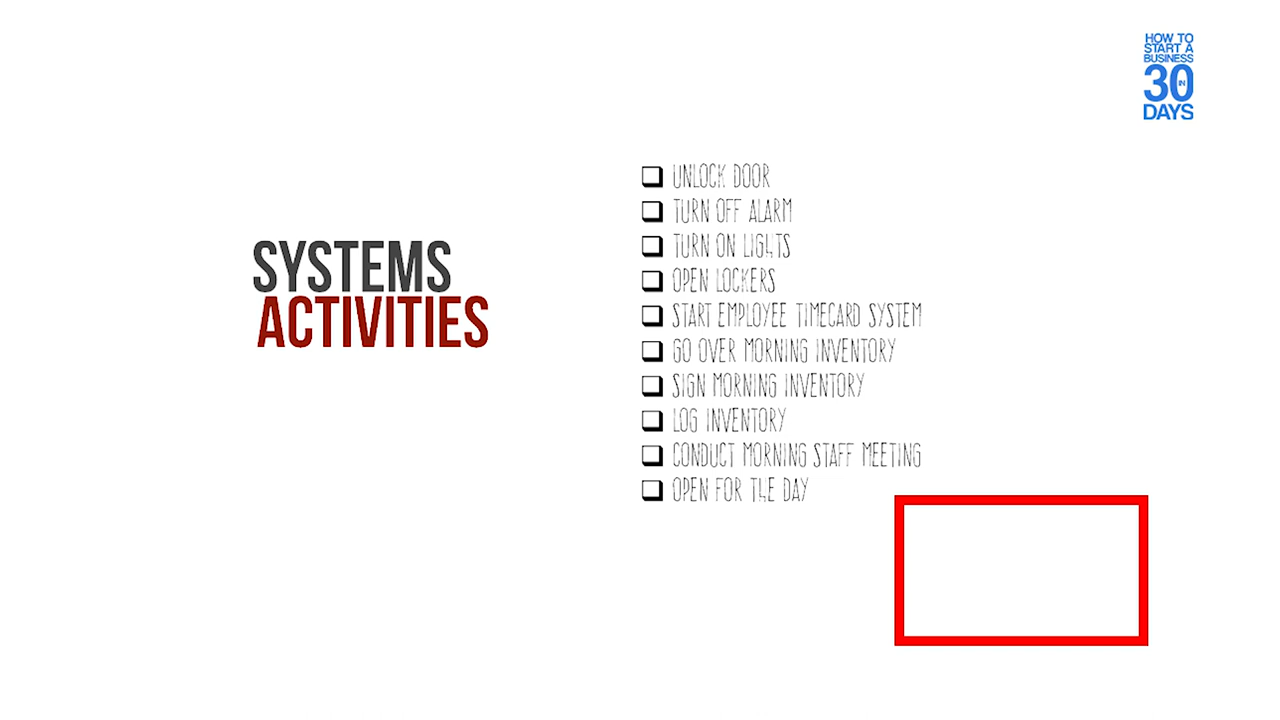 HOW TO
START A
BUSINESS
30 IN
DAYS
SYSTEMS
ACTIVITIES
UNLOCK DOOR
TURN OFF ALARM
TURN ON LIGHTS
OPEN LOCKERS
START EMPLOYEE TIMECARD SYSTEM
GO OVER MORNING INVENTORY
SIGN MORNING INVENTORY
LOG INVENTORY
CONDUCT MORNING STAFF MEETING
OPEN FOR THE DAY